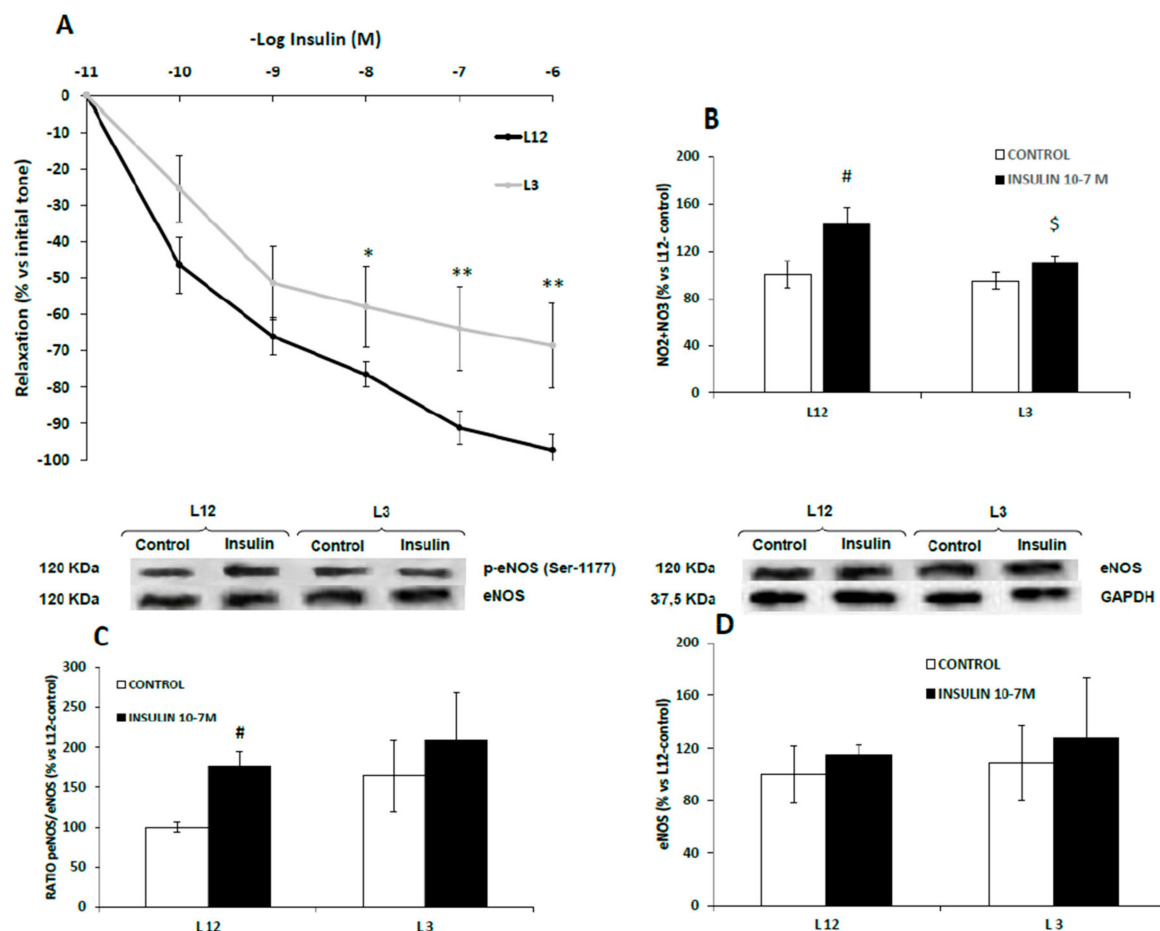 A
-Log Insulin (M)
-11 -10 -9 -8 -7 -6
0
-10
-20
-30
-40
-50
-60
-70
-80
-90
-100
Relaxation (% vs initial tone)
L12
L3
*
**
**
B
200
160
120
80
40
0
NO2+NO3 (% vs L12- control)
CONTROL
INSULIN 10-7 M
#
$
L12 L3
L12 L3
Control Insulin Control Insulin
120 KDa p-eNOS (Ser-1177)
120 KDa eNOS
C
300
250
200
150
100
50
0
RATIO peNOS/eNOS (% vs L12-control)
CONTROL
INSULIN 10-7M
#
L12 L3
L12 L3
Control Insulin Control Insulin
120 KDa eNOS
37,5 KDa GAPDH
D
200
160
120
80
40
0
eNOS (% vs L12-control)
CONTROL
INSULIN 10-7M
L12 L3